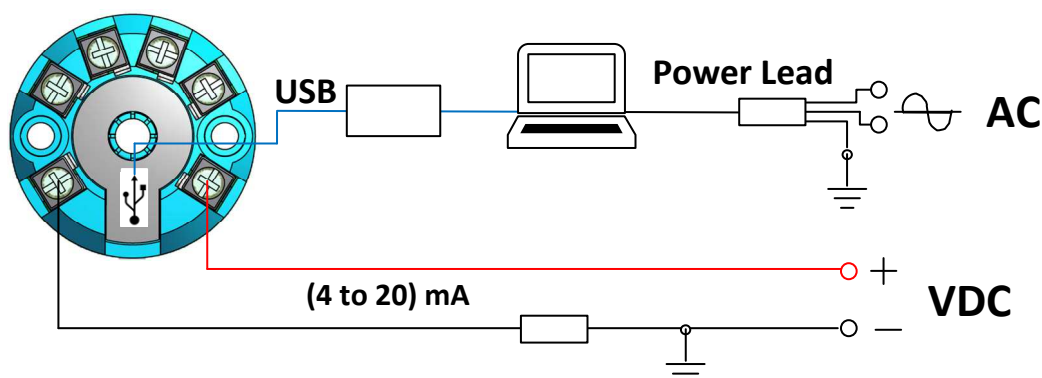 USB
Power Lead
AC
(4 to 20) mA
+
VDC
–